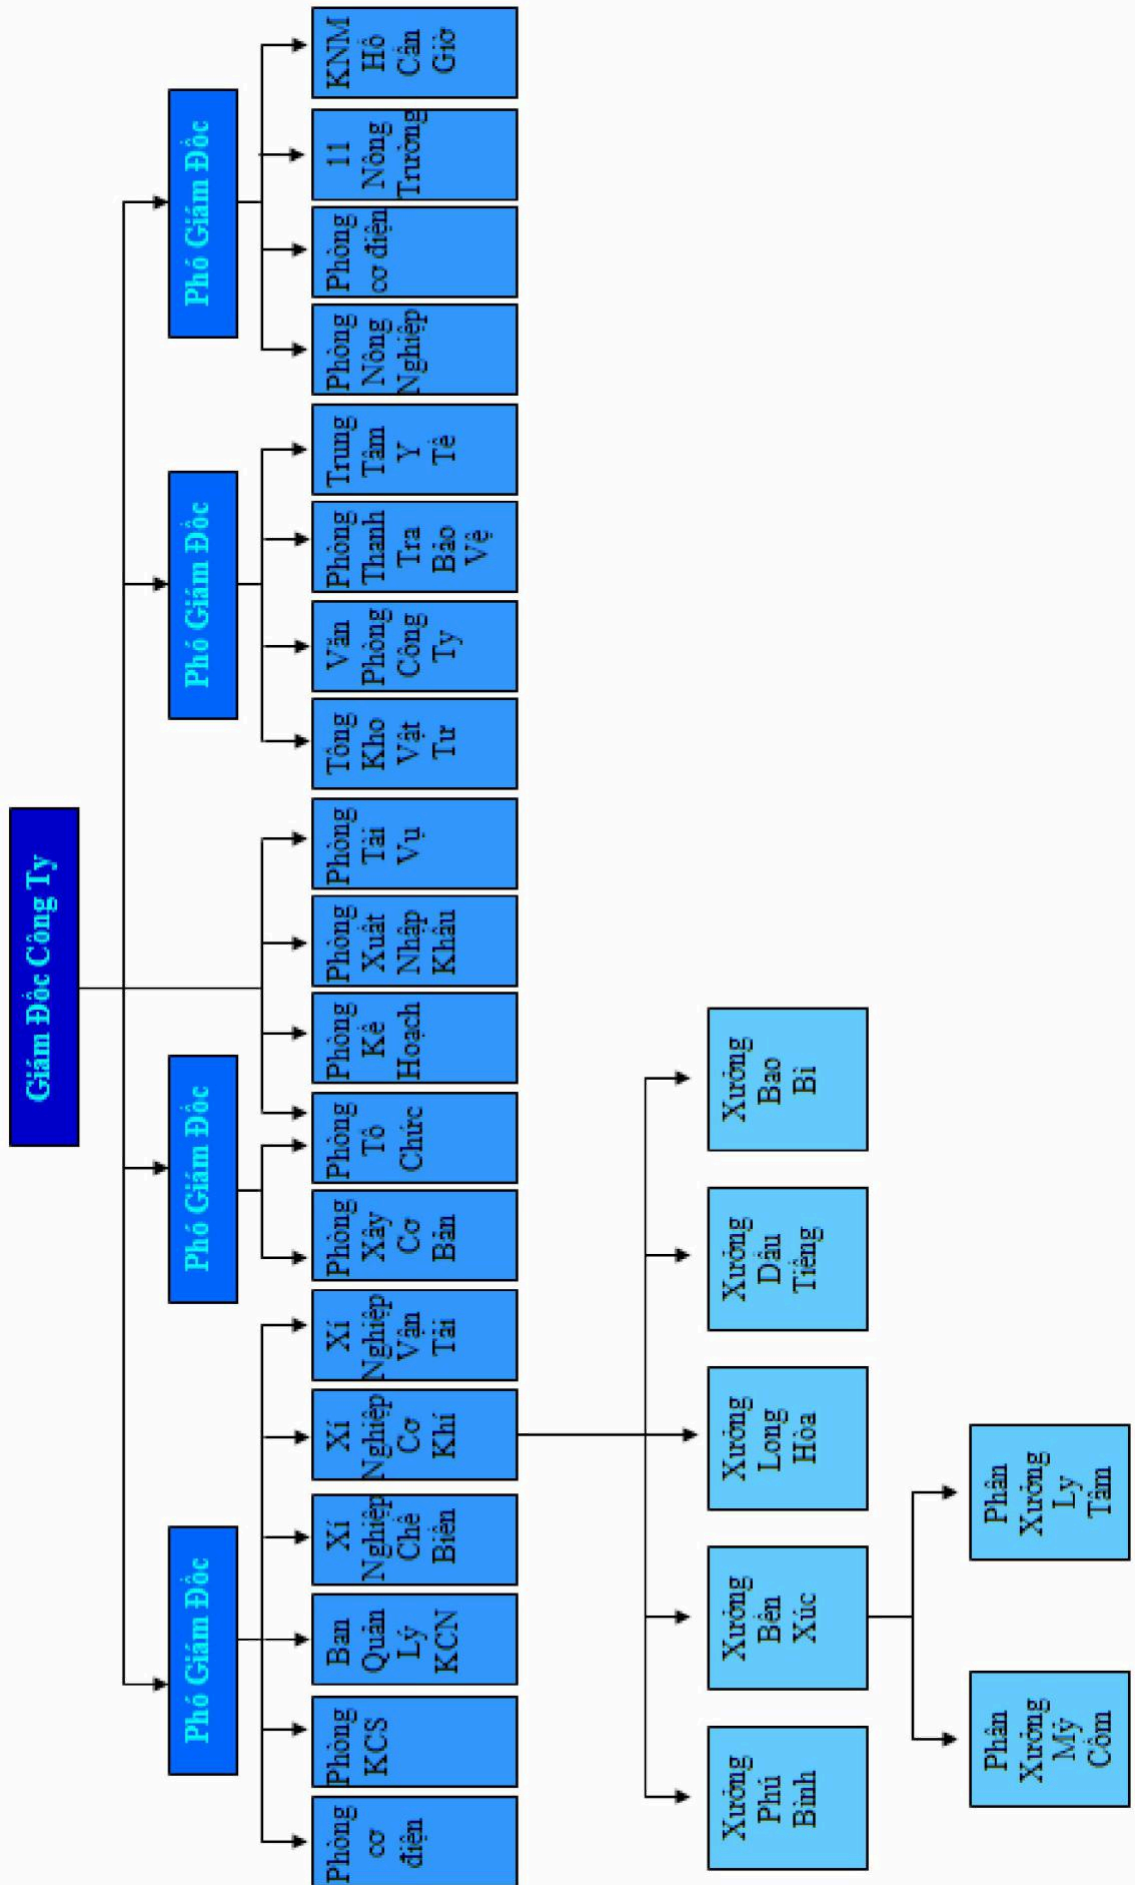 Giám Đốc Công Ty
Phó Giám Đốc
Phó Giám Đốc
Phó Giám Đốc
Phó Giám Đốc
Phòng
cơ
điện
Phòng
KCS
Ban
Quản
Lý
KCN
Xí
Nghiệp
Chế
Biến
Xí
Nghiệp
Cơ
Khí
Xí
Nghiệp
Vận
Tải
Phòng
Xây
Cơ
Bản
Phòng
Tổ
Chức
Phòng
Kế
Hoạch
Phòng
Xuất
Nhập
Khẩu
Phòng
Tài
Vụ
Tổng
Kho
Vật
Tư
Văn
Phòng
Công
Ty
Phòng
Thanh
Tra
Bảo
Vệ
Trung
Tâm
Y
Tế
Phòng
Nông
Nghiệp
Phòng
cơ điện
11
Nông
Trường
KNM
Hồ
Cần
Giờ
Xưởng
Phú
Bình
Xưởng
Bến
Xúc
Xưởng
Long
Hòa
Xưởng
Dầu
Tiếng
Xưởng
Bao
Bì
Phân
Xưởng
Mỹ
Cốm
Phân
Xưởng
Ly
Tâm